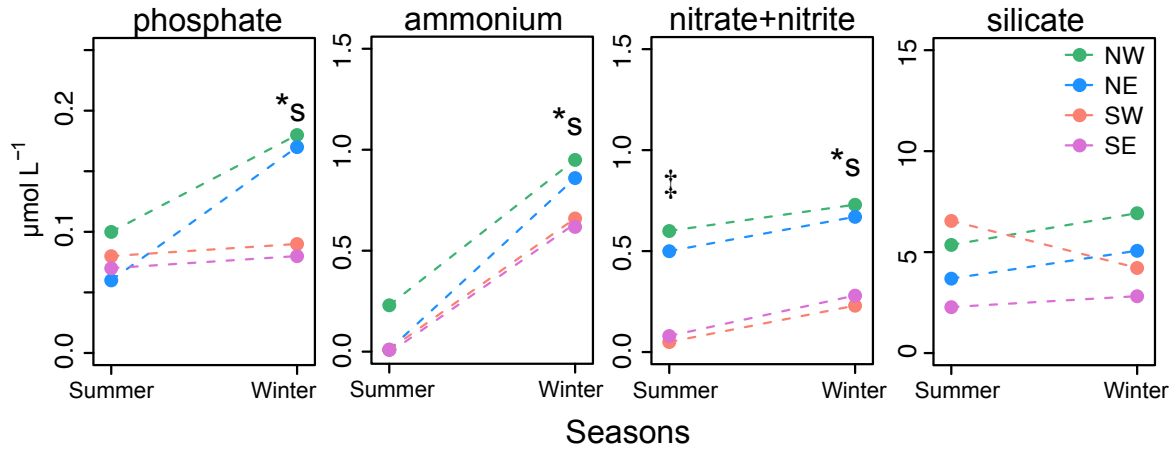 phosphate
ammonium
nitrate+nitrite
silicate
µmol L⁻¹
0.0
0.1
0.2
*s
Summer
Winter
0.0
0.5
1.0
1.5
*s
Summer
Winter
0.0
0.5
1.0
1.5
‡
*s
Summer
Winter
0
5
10
15
NW
NE
SW
SE
Summer
Winter
Seasons